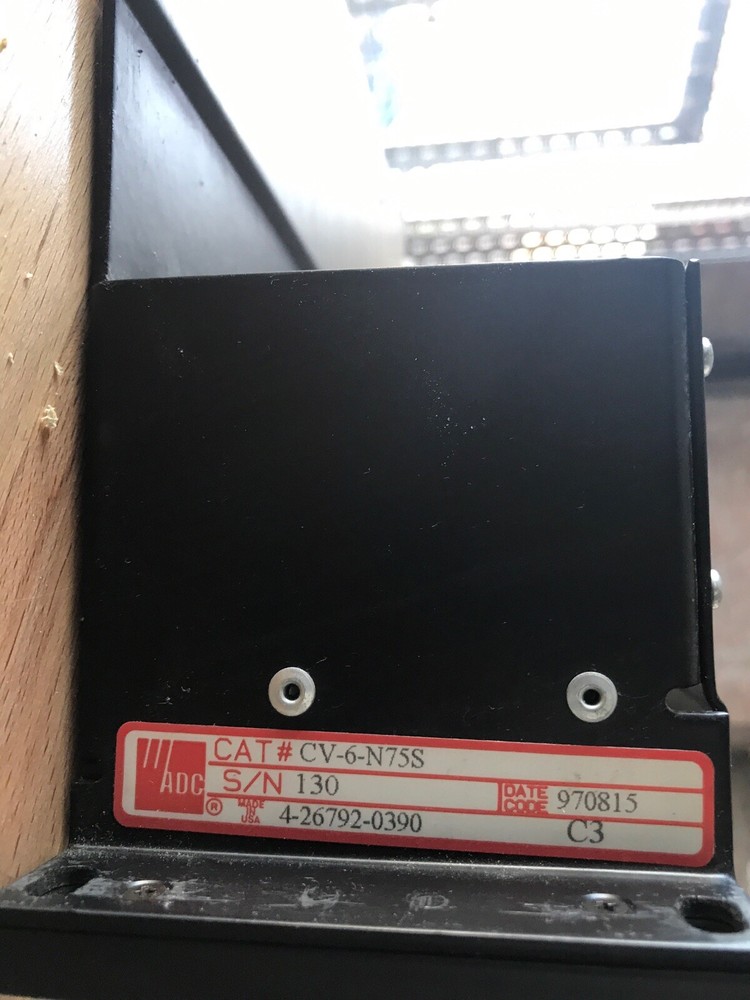 ADC ®
CAT # CV-6-N75S
S/N 130
DATE CODE 970815
MADE IN USA 4-26792-0390 C3